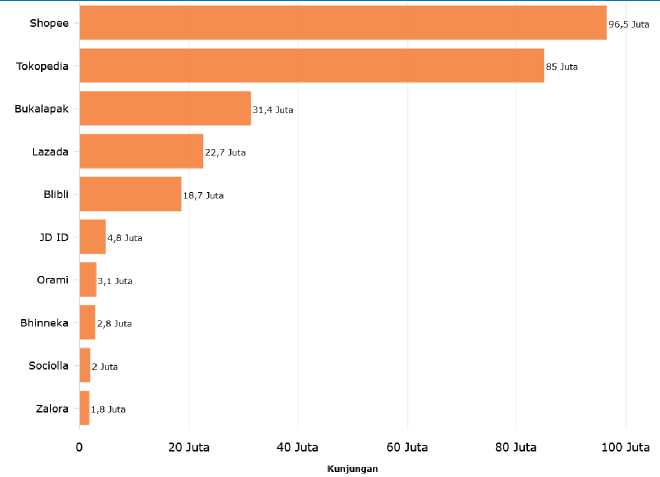 Shopee 96,5 Juta
Tokopedia 85 Juta
Bukalapak 31,4 Juta
Lazada 22,7 Juta
Blibli 18,7 Juta
JD ID 4,8 Juta
Orami 3,1 Juta
Bhinneka 2,8 Juta
Sociolla 2 Juta
Zalora 1,8 Juta
0 20 Juta 40 Juta 60 Juta 80 Juta 100 Juta
Kunjungan